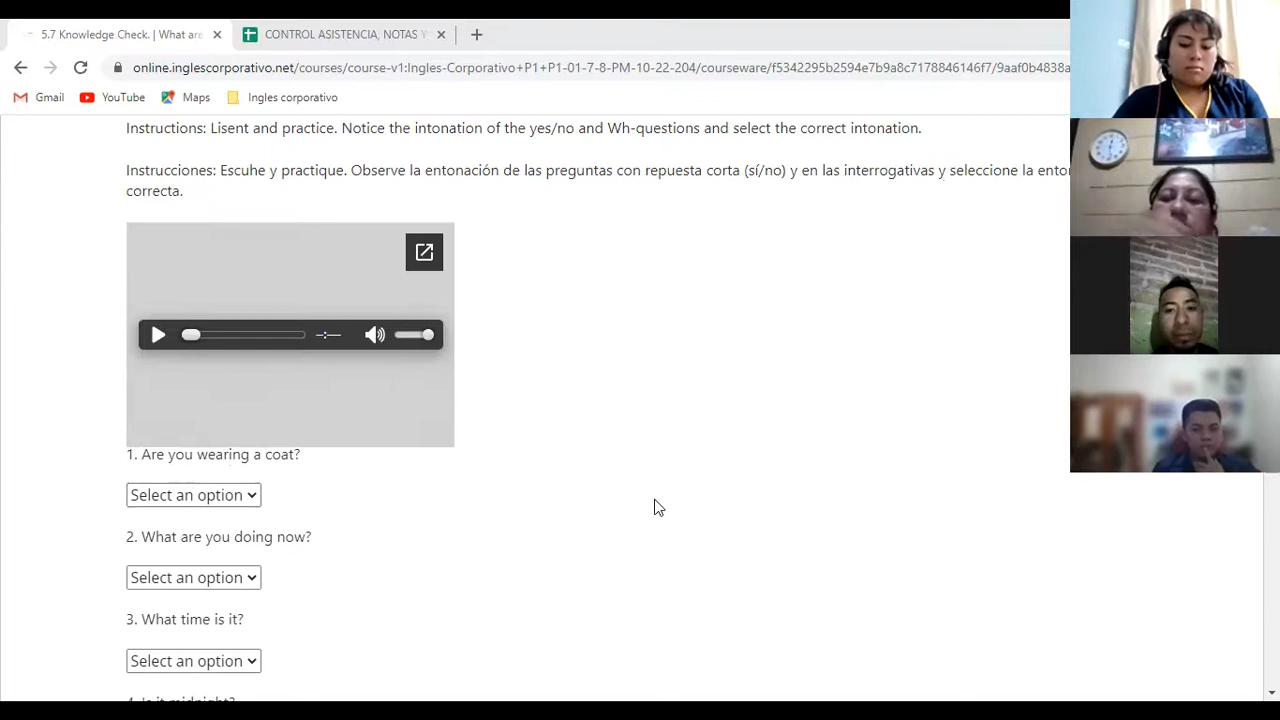 5.7 Knowledge Check. | What are
CONTROL ASISTENCIA, NOTAS Y
online.inglescorporativo.net/courses/course-v1:Ingles-Corporativo+P1+P1-01-7-8-PM-10-22-204/courseware/f5342295b2594e7b9a8c7178846146f7/9aaf0b4838a
Gmail YouTube Maps Ingles corporativo
Instructions: Lisent and practice. Notice the intonation of the yes/no and Wh-questions and select the correct intonation.
Instrucciones: Escuhe y practique. Observe la entonación de las preguntas con repuesta corta (sí/no) y en las interrogativas y seleccione la ento
correcta.
1. Are you wearing a coat?
Select an option
2. What are you doing now?
Select an option
3. What time is it?
Select an option
4. Is it midnight?